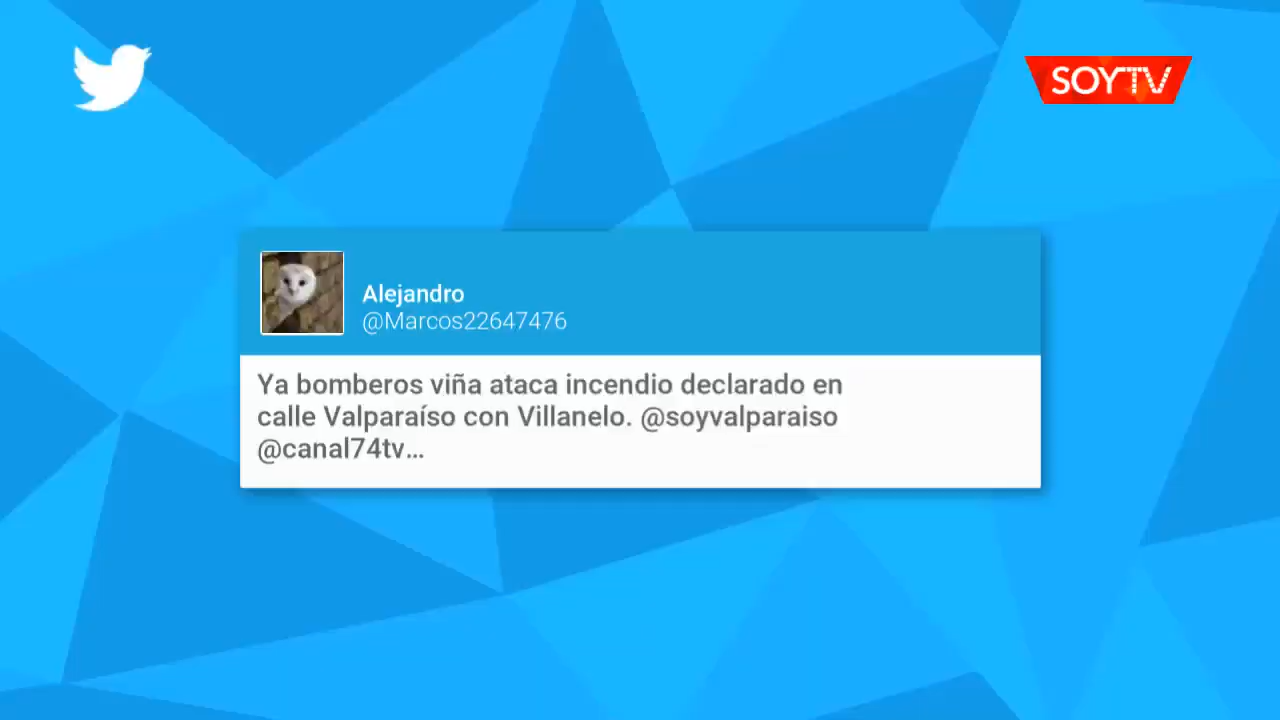 SOYTV
Alejandro
@Marcos22647476
Ya bomberos viña ataca incendio declarado en
calle Valparaíso con Villanelo. @soyvalparaiso
@canal74tv…